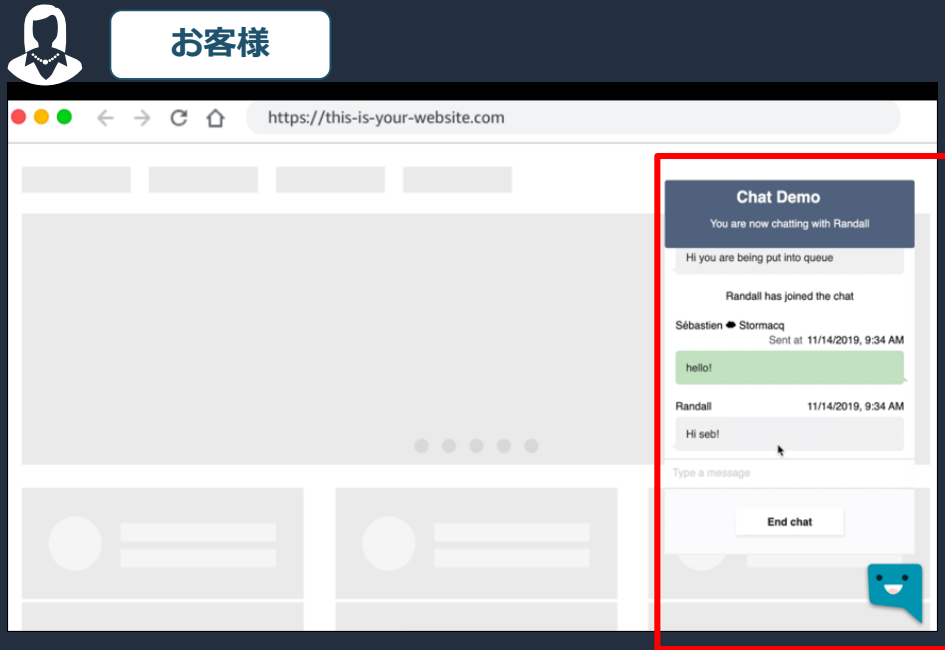 お客様
https://this-is-your-website.com
Chat Demo
You are now chatting with Randall
Hi you are being put into queue
Randall has joined the chat
Sébastien Stormacq
Sent at 11/14/2019, 9:34 AM
hello!
Randall 11/14/2019, 9:34 AM
Hi seb!
Type a message
End chat